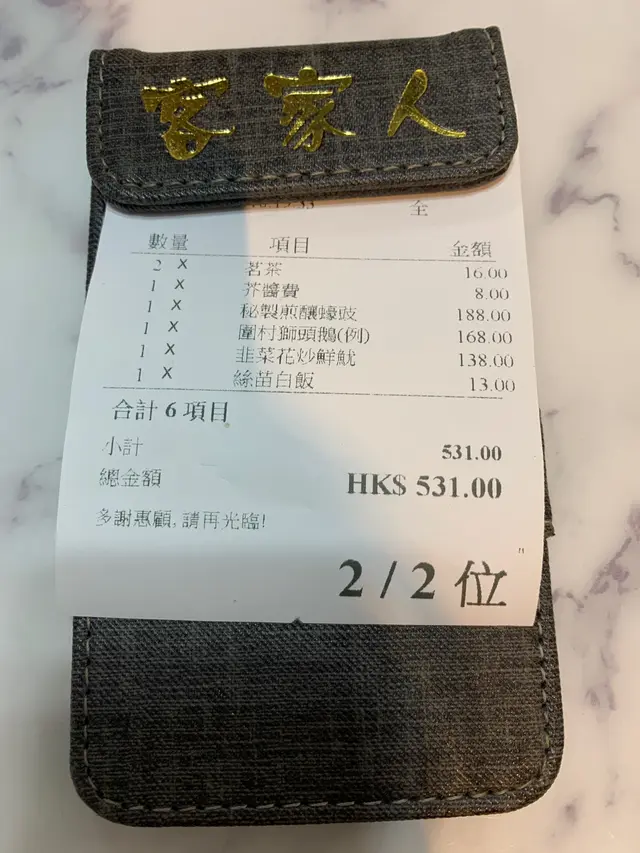 客家人
全
數量 項目 金額
2 X 茗茶 16.00
1 X 芥醬費 8.00
1 X 秘製煎釀蠔豉 188.00
1 X 圍村獅頭鵝(例) 168.00
1 X 韭菜花炒鮮魷 138.00
1 X 絲苗白飯 13.00
合計 6 項目
小計 531.00
總金額 HK$ 531.00
多謝惠顧, 請再光臨!
2 / 2 位